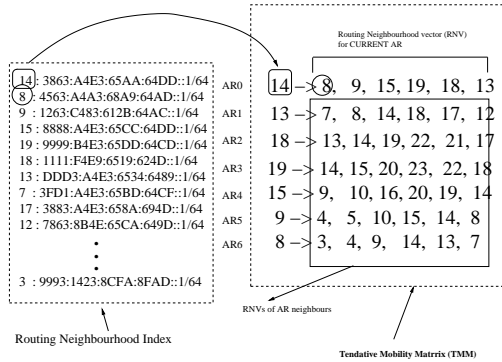 14 : 3863:A4E3:65AA:64DD::1/64
8 : 4563:A4A3:68A9:64AD::1/64
9 : 1263:C483:612B:64AC::1/64
15 : 8888:A4E3:65CC:64DD::1/64
19 : 9999:B4E3:65DD:64CD::1/64
18 : 1111:F4E9:6519:624D::1/64
13 : DDD3:A4E3:6534:6489::1/64
7 : 3FD1:A4E3:65BD:64CF::1/64
17 : 3883:A4E3:658A:694D::1/64
12 : 7863:8B4E:65CA:649D::1/64
3 : 9993:1423:8CFA:8FAD::1/64
Routing Neighbourhood Index
Routing Neighbourhood vector (RNV)
for CURRENT AR
AR0 14 –> 8, 9, 15, 19, 18, 13
AR1 13 –> 7, 8, 14, 18, 17, 12
AR2 18 –> 13, 14, 19, 22, 21, 17
AR3 19 –> 14, 15, 20, 23, 22, 18
AR4 15 –> 9, 10, 16, 20, 19, 14
AR5 9 –> 4, 5, 10, 15, 14, 8
AR6 8 –> 3, 4, 9, 14, 13, 7
RNVs of AR neighbours
Tendative Mobility Matrrix (TMM)